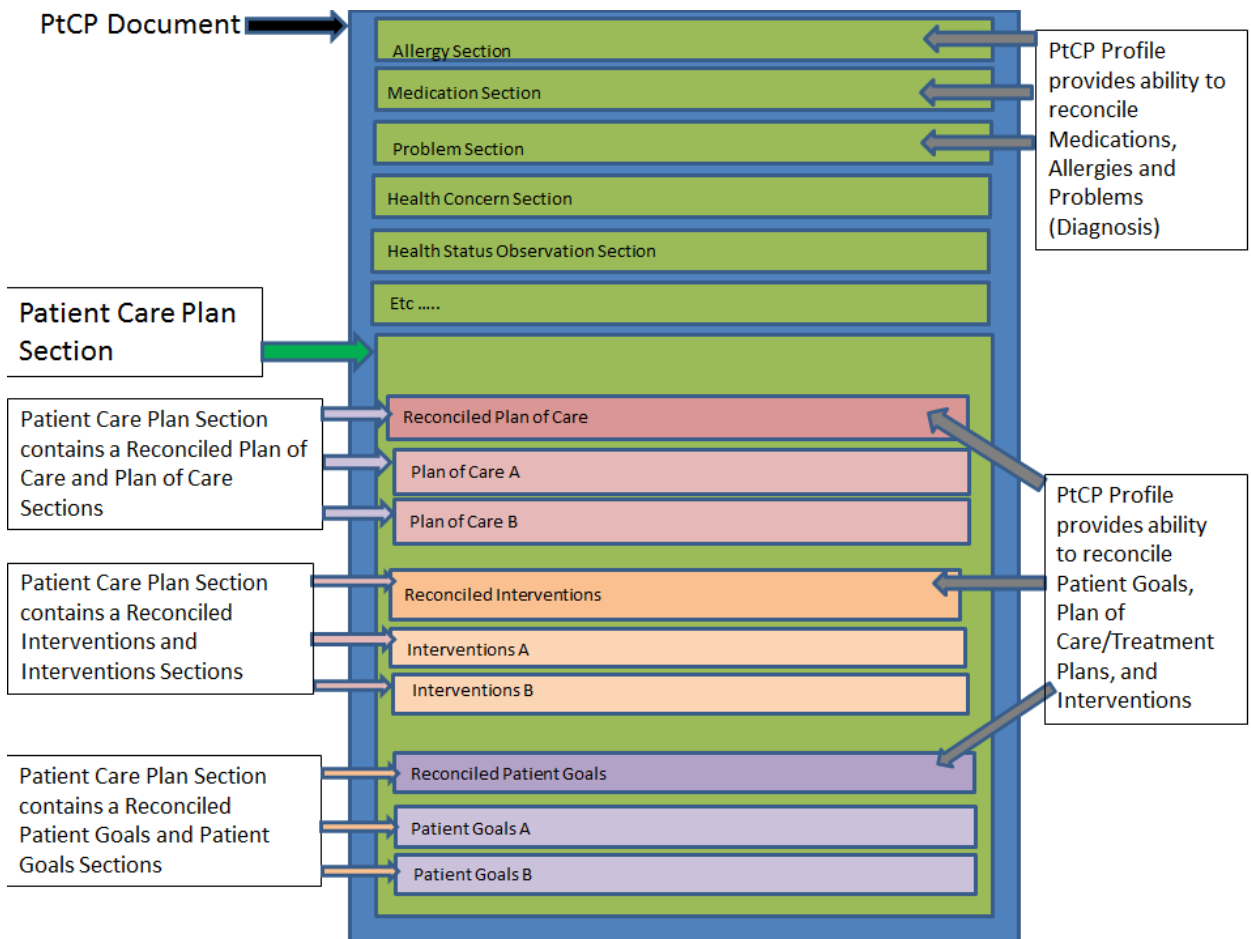 PtCP Document
Allergy Section
Medication Section
Problem Section
Health Concern Section
Health Status Observation Section
Etc .....
PtCP Profile
provides ability to
reconcile
Medications,
Allergies and
Problems
(Diagnosis)
Patient Care Plan
Section
Patient Care Plan Section
contains a Reconciled Plan of
Care and Plan of Care
Sections
Reconciled Plan of Care
Plan of Care A
Plan of Care B
Patient Care Plan Section
contains a Reconciled
Interventions and
Interventions Sections
Reconciled Interventions
Interventions A
Interventions B
PtCP Profile
provides ability
to reconcile
Patient Goals,
Plan of
Care/Treatment
Plans, and
Interventions
Patient Care Plan Section
contains a Reconciled
Patient Goals and Patient
Goals Sections
Reconciled Patient Goals
Patient Goals A
Patient Goals B